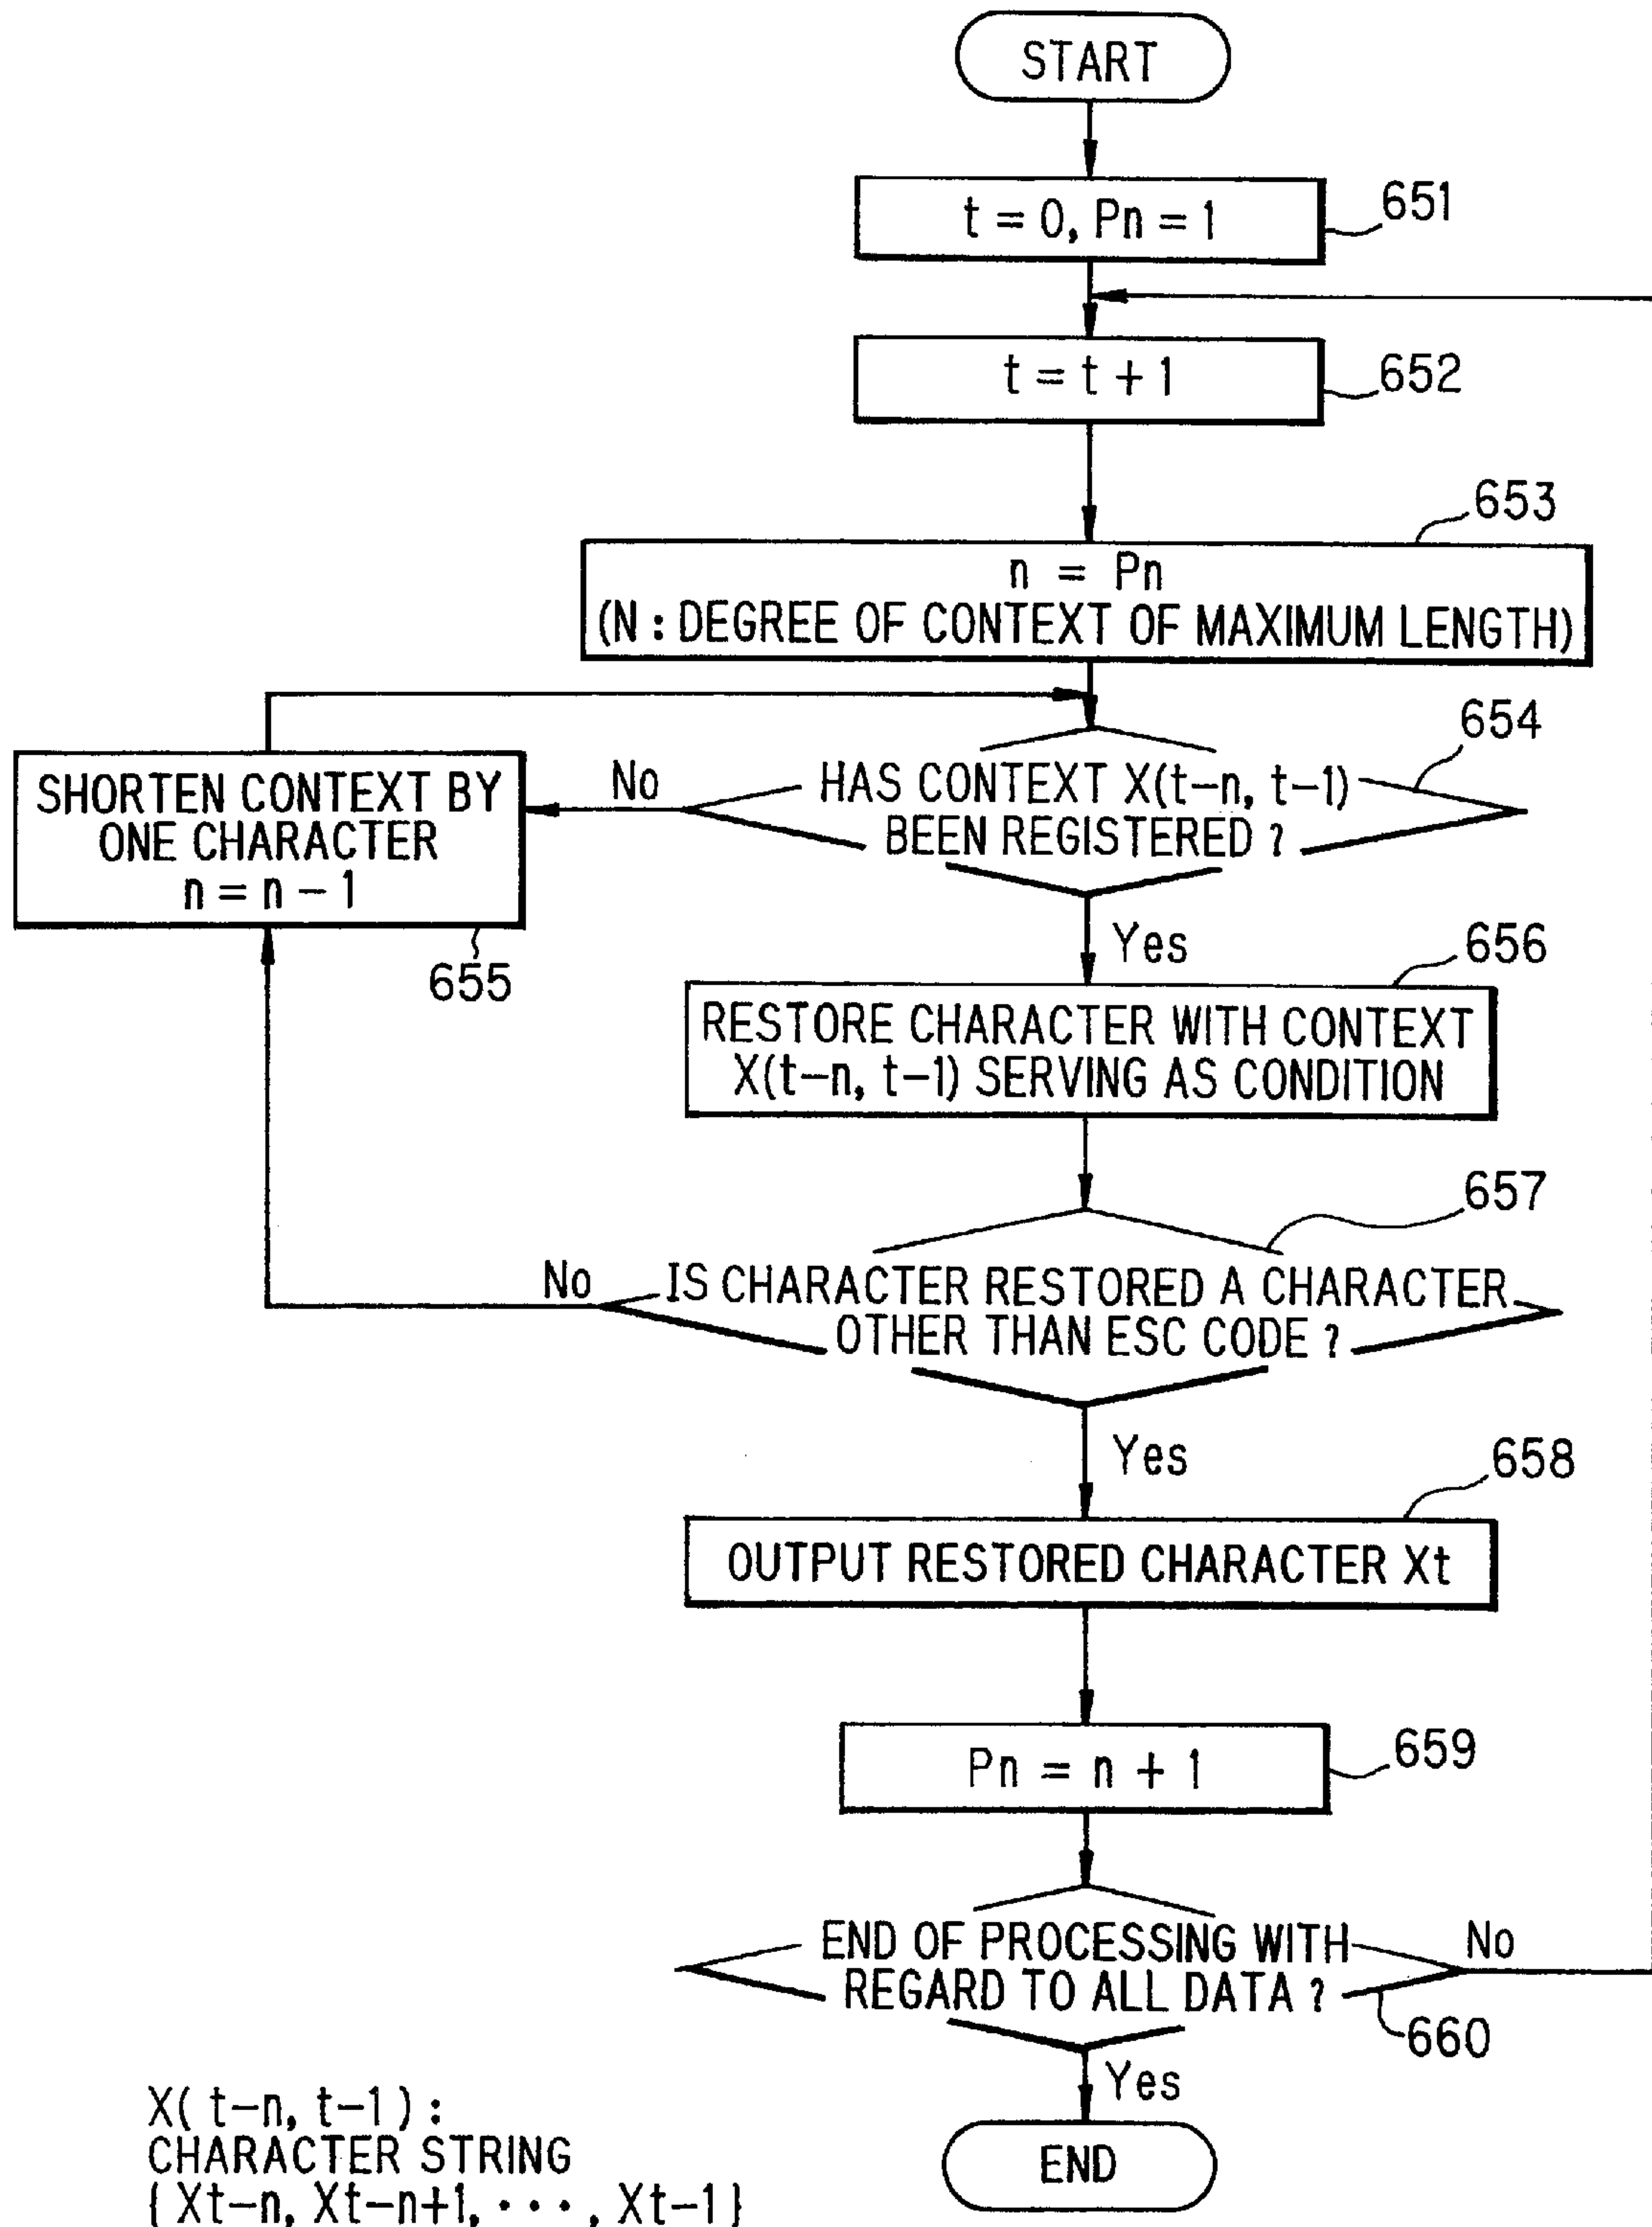 START
t = 0, Pn = 1
651
t = t + 1
652
653
n = Pn
(N : DEGREE OF CONTEXT OF MAXIMUM LENGTH)
654
HAS CONTEXT X(t-n, t-1)
BEEN REGISTERED ?
No
SHORTEN CONTEXT BY
ONE CHARACTER
n = n - 1
655
Yes
656
RESTORE CHARACTER WITH CONTEXT
X(t-n, t-1) SERVING AS CONDITION
657
No
IS CHARACTER RESTORED A CHARACTER
OTHER THAN ESC CODE ?
Yes
658
OUTPUT RESTORED CHARACTER Xt
Pn = n + 1
659
END OF PROCESSING WITH
REGARD TO ALL DATA ?
No
660
Yes
END
X( t-n, t-1 ) :
CHARACTER STRING
{ Xt-n, Xt-n+1, · · · , Xt-1 }